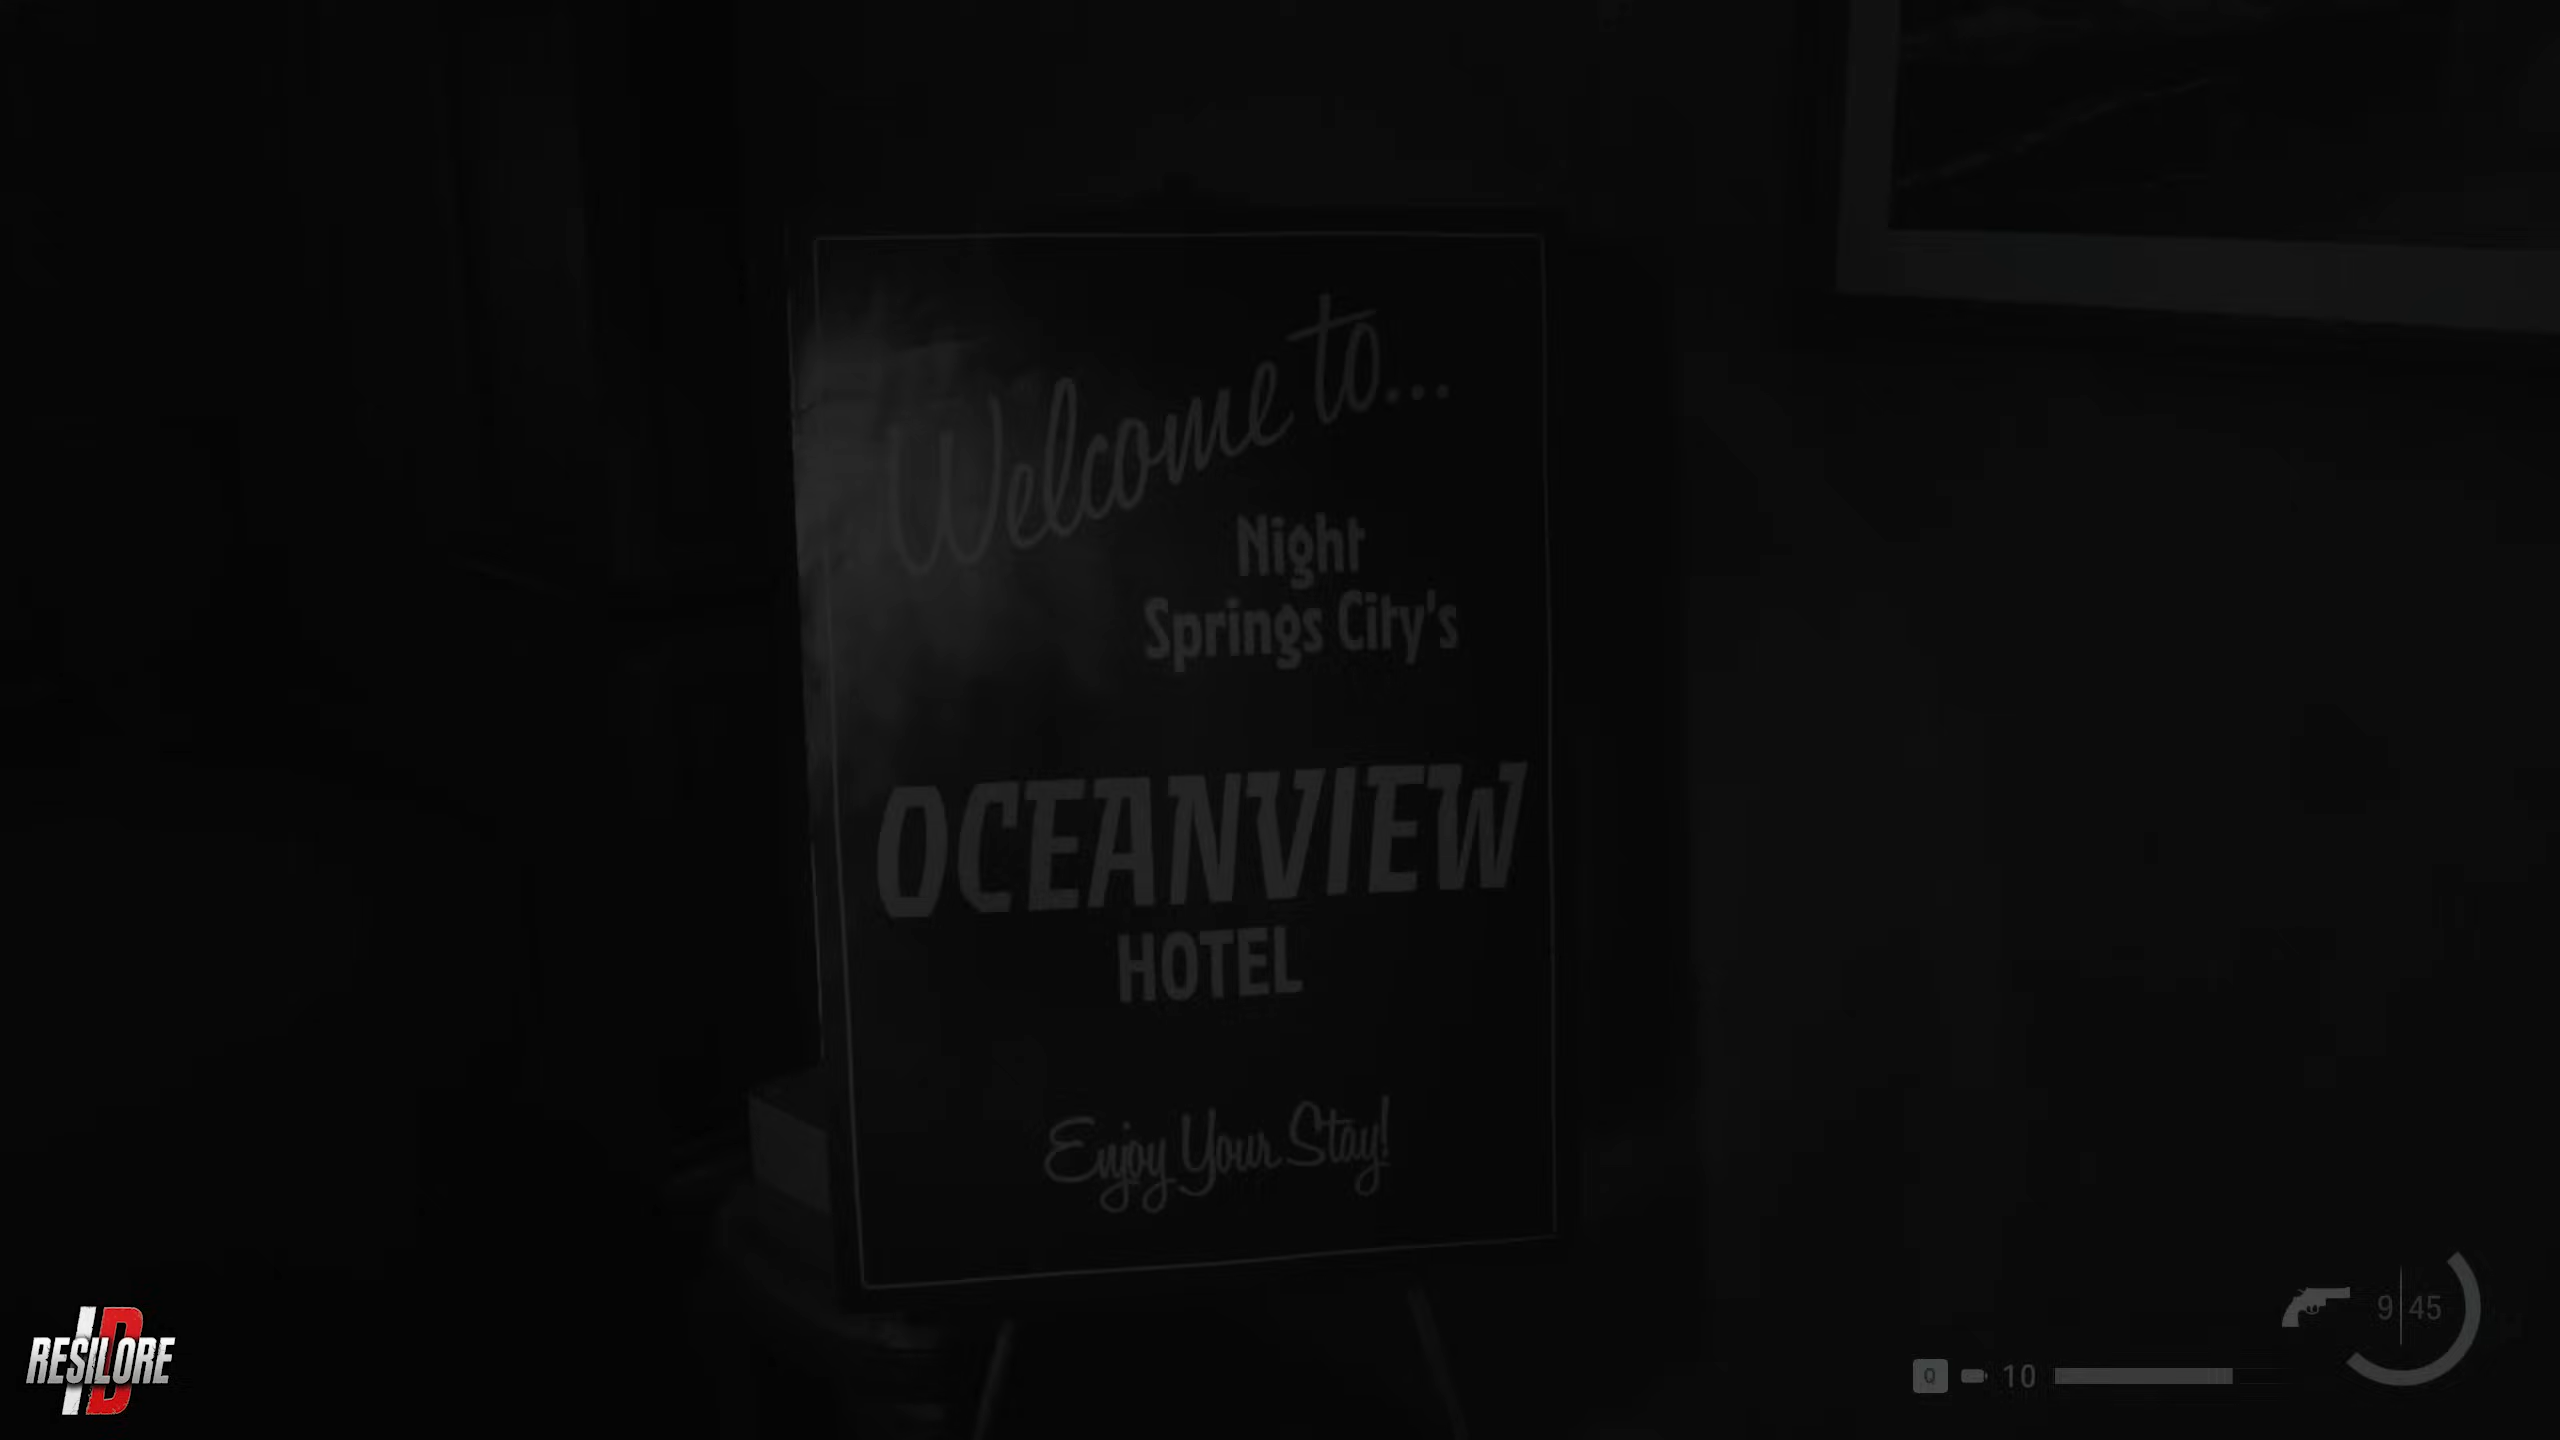 Welcome to...
Night
Springs City's
OCEANVIEW
HOTEL
Enjoy Your Stay!
RESILORE
9 45
Q 10